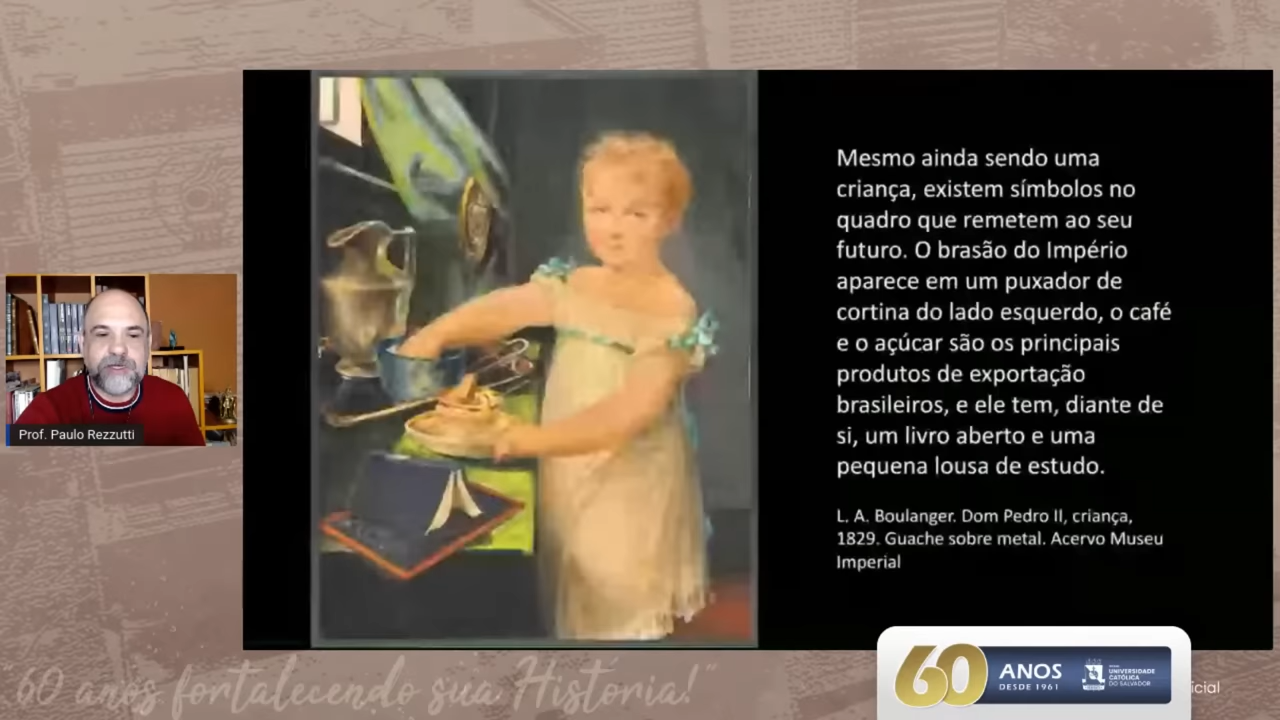 Mesmo ainda sendo uma
criança, existem símbolos no
quadro que remetem ao seu
futuro. O brasão do Império
aparece em um puxador de
cortina do lado esquerdo, o café
e o açúcar são os principais
produtos de exportação
brasileiros, e ele tem, diante de
si, um livro aberto e uma
pequena lousa de estudo.
L. A. Boulanger. Dom Pedro II, criança,
1829. Guache sobre metal. Acervo Museu
Imperial
Prof. Paulo Rezzutti
"60 anos fortalecendo sua História."
60 ANOS
DESDE 1961
UNIVERSIDADE
CATÓLICA
DO SALVADOR
icial